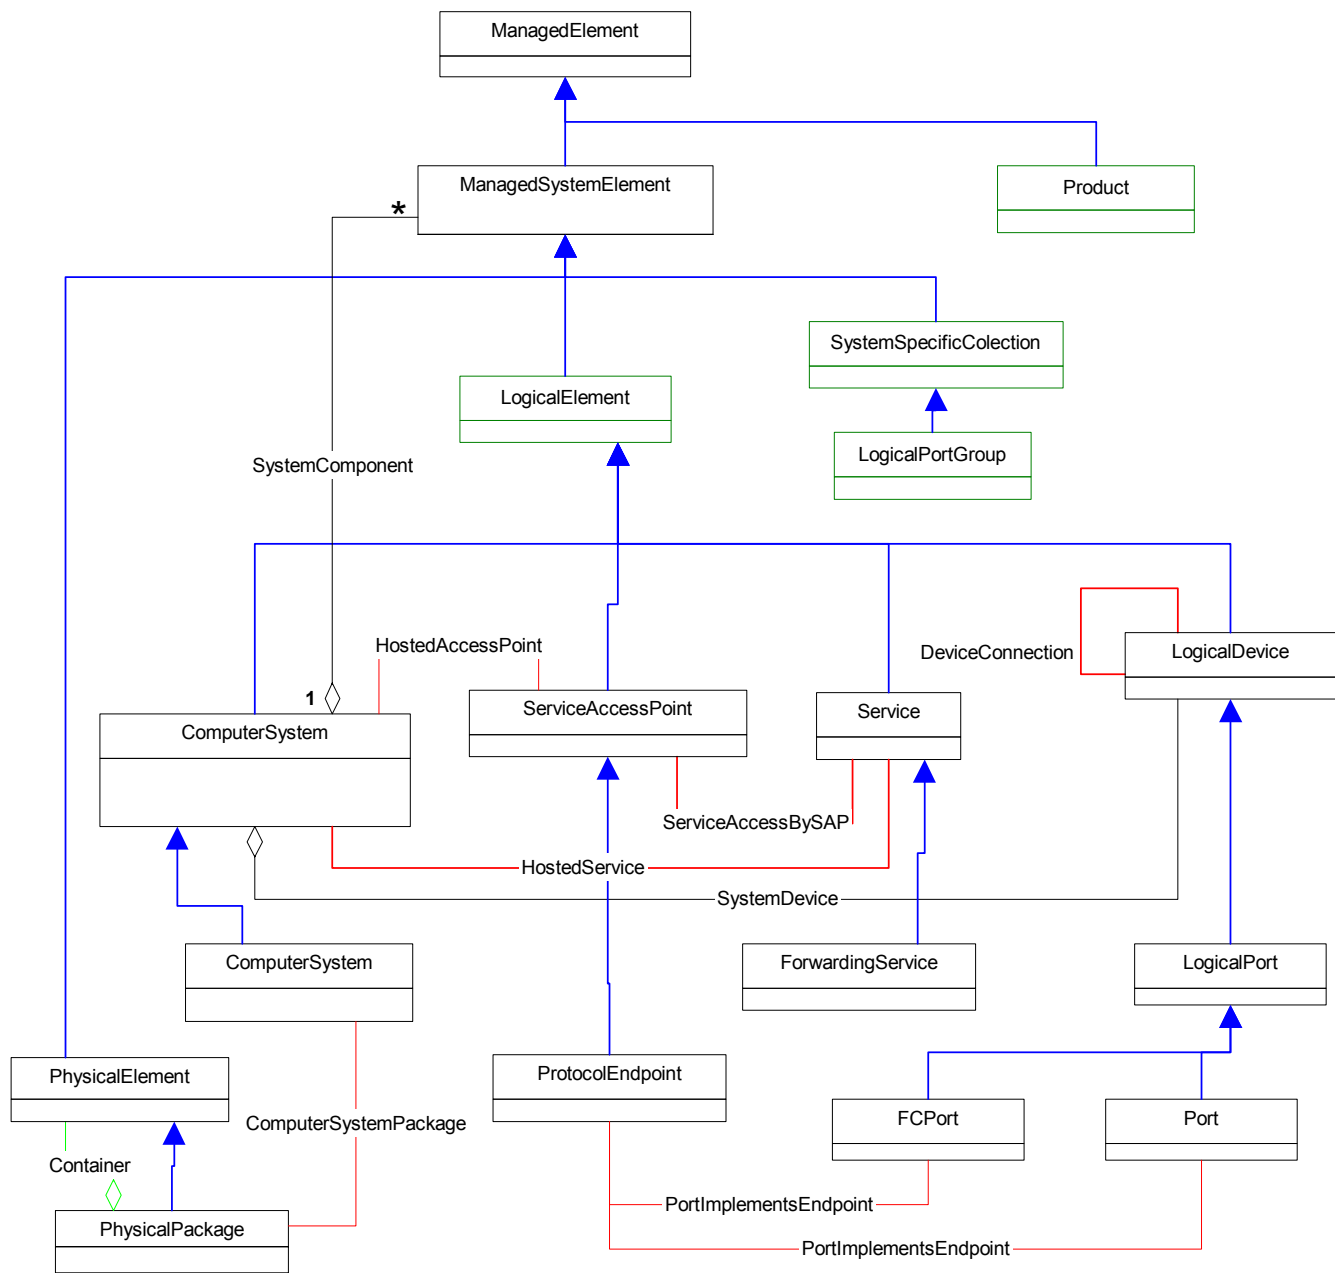 ManagedElement
ManagedSystemElement
Product
*
SystemSpecificColection
LogicalElement
LogicalPortGroup
SystemComponent
HostedAccessPoint
DeviceConnection
LogicalDevice
1
ServiceAccessPoint
Service
ComputerSystem
ServiceAccessBySAP
HostedService
SystemDevice
ComputerSystem
ForwardingService
LogicalPort
PhysicalElement
ProtocolEndpoint
FCPort
Port
ComputerSystemPackage
Container
PortImplementsEndpoint
PhysicalPackage
PortImplementsEndpoint